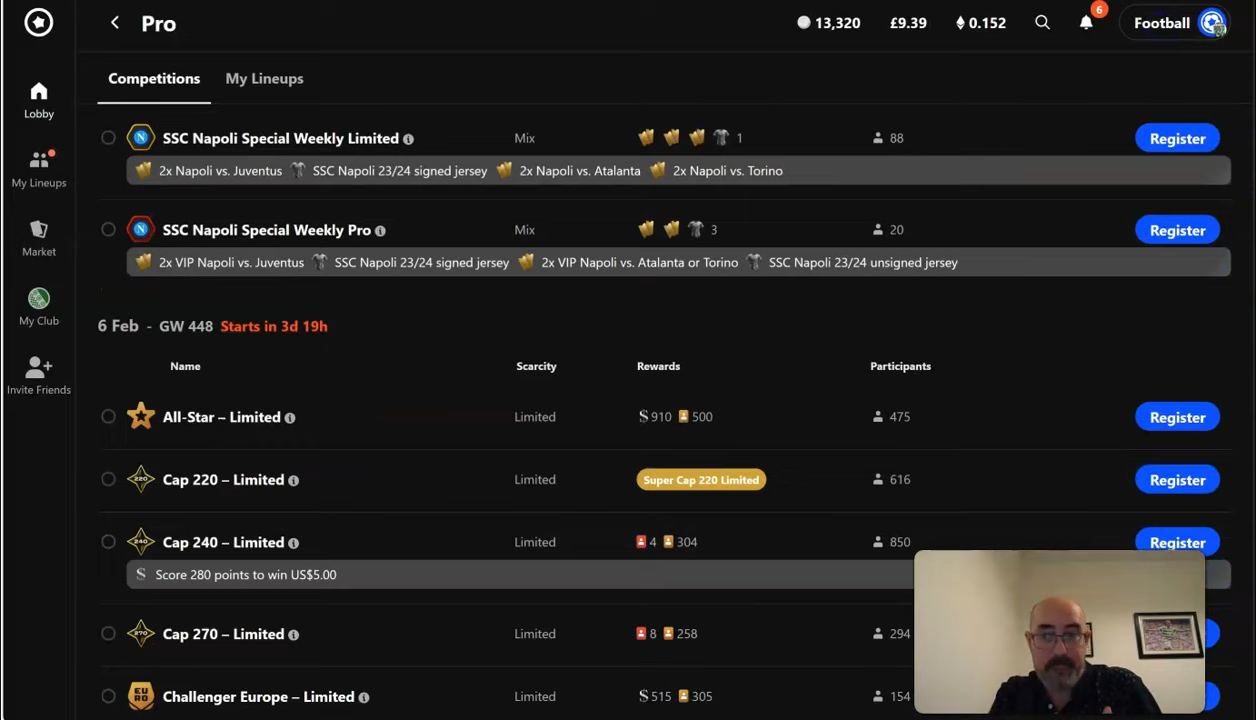 Pro
13,320 £9.39 0.152 6 Football
Competitions My Lineups
Lobby
My Lineups
Market
My Club
Invite Friends
SSC Napoli Special Weekly Limited Mix 1 88 Register
2x Napoli vs. Juventus SSC Napoli 23/24 signed jersey 2x Napoli vs. Atalanta 2x Napoli vs. Torino
SSC Napoli Special Weekly Pro Mix 3 20 Register
2x VIP Napoli vs. Juventus SSC Napoli 23/24 signed jersey 2x VIP Napoli vs. Atalanta or Torino SSC Napoli 23/24 unsigned jersey
6 Feb - GW 448 Starts in 3d 19h
Name Scarcity Rewards Participants
All-Star – Limited Limited $ 910 500 475 Register
220 Cap 220 – Limited Limited Super Cap 220 Limited 616 Register
240 Cap 240 – Limited Limited 4 304 850 Register
$ Score 280 points to win US$5.00
270 Cap 270 – Limited Limited 8 258 294
EURO Challenger Europe – Limited Limited $ 515 305 154